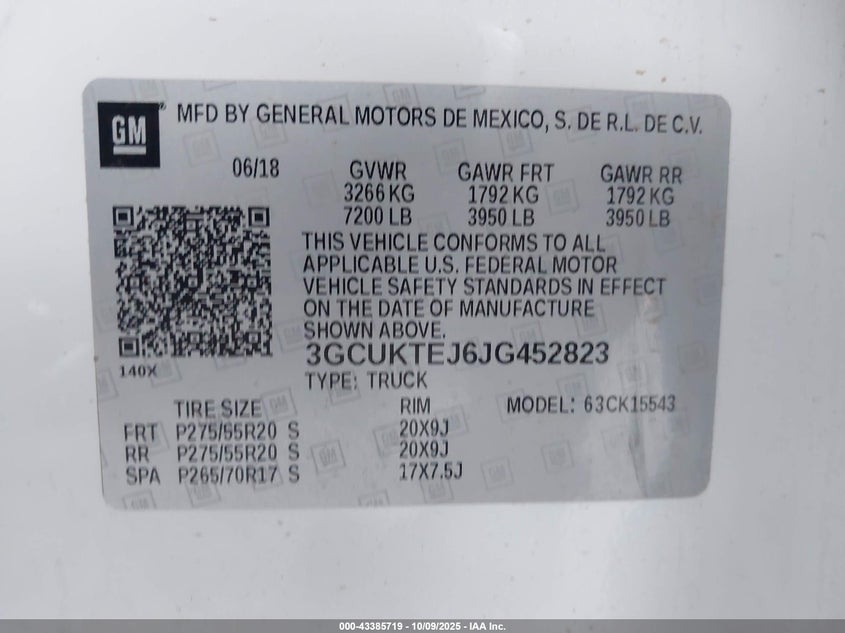 GM
MFD BY GENERAL MOTORS DE MEXICO, S. DE R.L. DE C.V.
06/18 GVWR GAWR FRT GAWR RR
3266 KG 1792 KG 1792 KG
7200 LB 3950 LB 3950 LB
THIS VEHICLE CONFORMS TO ALL
APPLICABLE U.S. FEDERAL MOTOR
VEHICLE SAFETY STANDARDS IN EFFECT
ON THE DATE OF MANUFACTURE
SHOWN ABOVE.
3GCUKTEJ6JG452823
140X
TYPE: TRUCK
TIRE SIZE RIM MODEL: 63CK15543
FRT P275/55R20 S 20X9J
RR P275/55R20 S 20X9J
SPA P265/70R17 S 17X7.5J
000-43385719 - 10/09/2025 - IAA Inc.